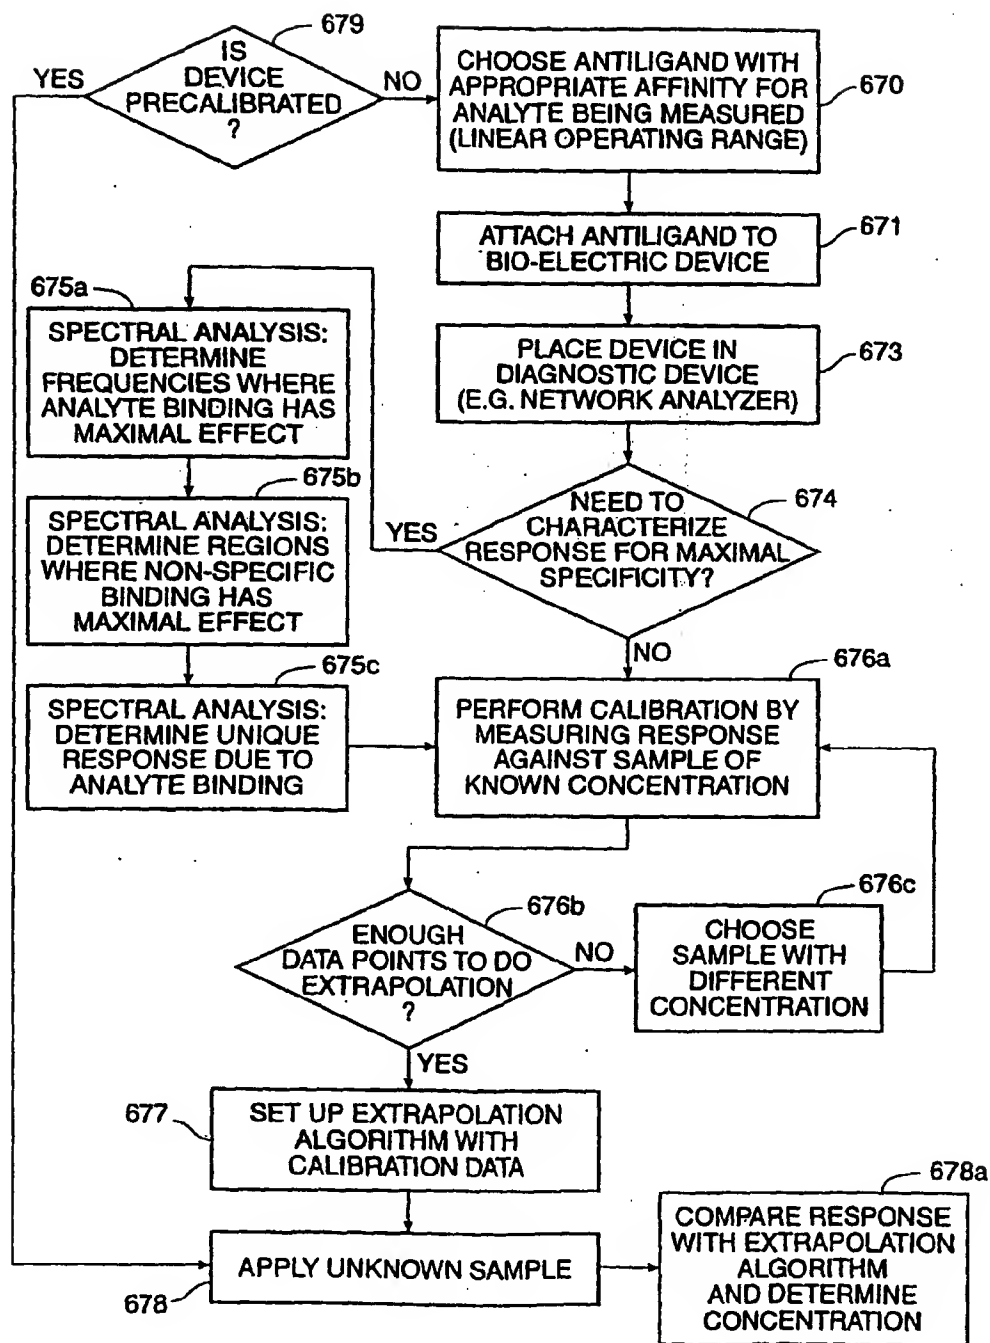 679
IS
DEVICE
PRECALIBRATED
?
YES
NO
CHOOSE ANTILIGAND WITH
APPROPRIATE AFFINITY FOR
ANALYTE BEING MEASURED
(LINEAR OPERATING RANGE)
670
ATTACH ANTILIGAND TO
BIO-ELECTRIC DEVICE
671
PLACE DEVICE IN
DIAGNOSTIC DEVICE
(E.G. NETWORK ANALYZER)
673
NEED TO
CHARACTERIZE
RESPONSE FOR MAXIMAL
SPECIFICITY?
674
YES
NO
675a
SPECTRAL ANALYSIS:
DETERMINE
FREQUENCIES WHERE
ANALYTE BINDING HAS
MAXIMAL EFFECT
675b
SPECTRAL ANALYSIS:
DETERMINE REGIONS
WHERE NON-SPECIFIC
BINDING HAS
MAXIMAL EFFECT
675c
SPECTRAL ANALYSIS:
DETERMINE UNIQUE
RESPONSE DUE TO
ANALYTE BINDING
676a
PERFORM CALIBRATION BY
MEASURING RESPONSE
AGAINST SAMPLE OF
KNOWN CONCENTRATION
676b
ENOUGH
DATA POINTS TO DO
EXTRAPOLATION
?
NO
YES
676c
CHOOSE
SAMPLE WITH
DIFFERENT
CONCENTRATION
677
SET UP EXTRAPOLATION
ALGORITHM WITH
CALIBRATION DATA
APPLY UNKNOWN SAMPLE
678
678a
COMPARE RESPONSE
WITH EXTRAPOLATION
ALGORITHM
AND DETERMINE
CONCENTRATION